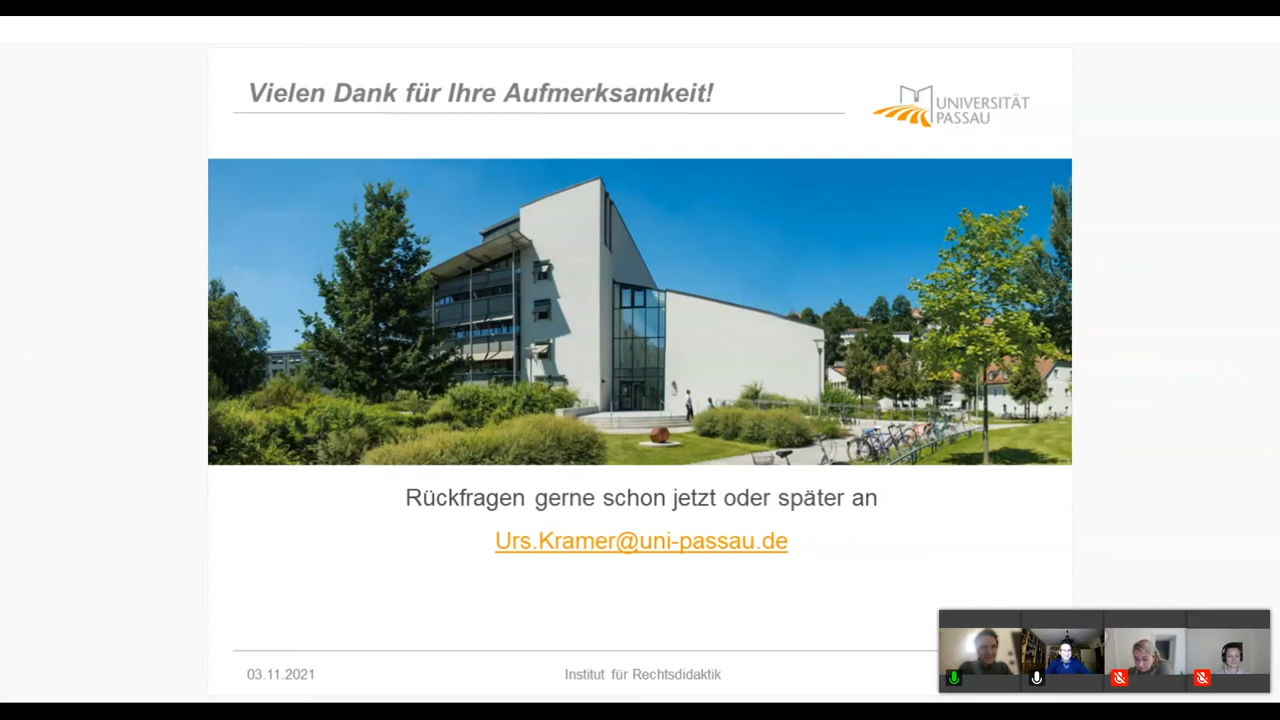 Vielen Dank für Ihre Aufmerksamkeit!
UNIVERSITÄT
PASSAU
Rückfragen gerne schon jetzt oder später an
Urs.Kramer@uni-passau.de
03.11.2021
Institut für Rechtsdidaktik